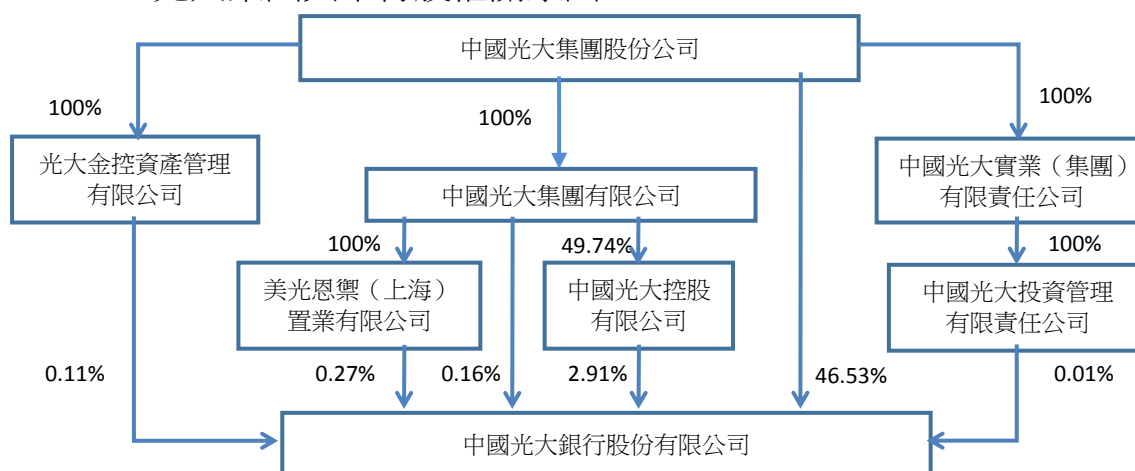 中國光大集團股份公司
100%
100%
100%
光大金控資產管理
有限公司
中國光大集團有限公司
中國光大實業（集團）
有限責任公司
100%
49.74%
100%
美光恩禦（上海）
置業有限公司
中國光大控股
有限公司
中國光大投資管理
有限責任公司
0.11%
0.27%
0.16%
2.91%
46.53%
0.01%
中國光大銀行股份有限公司